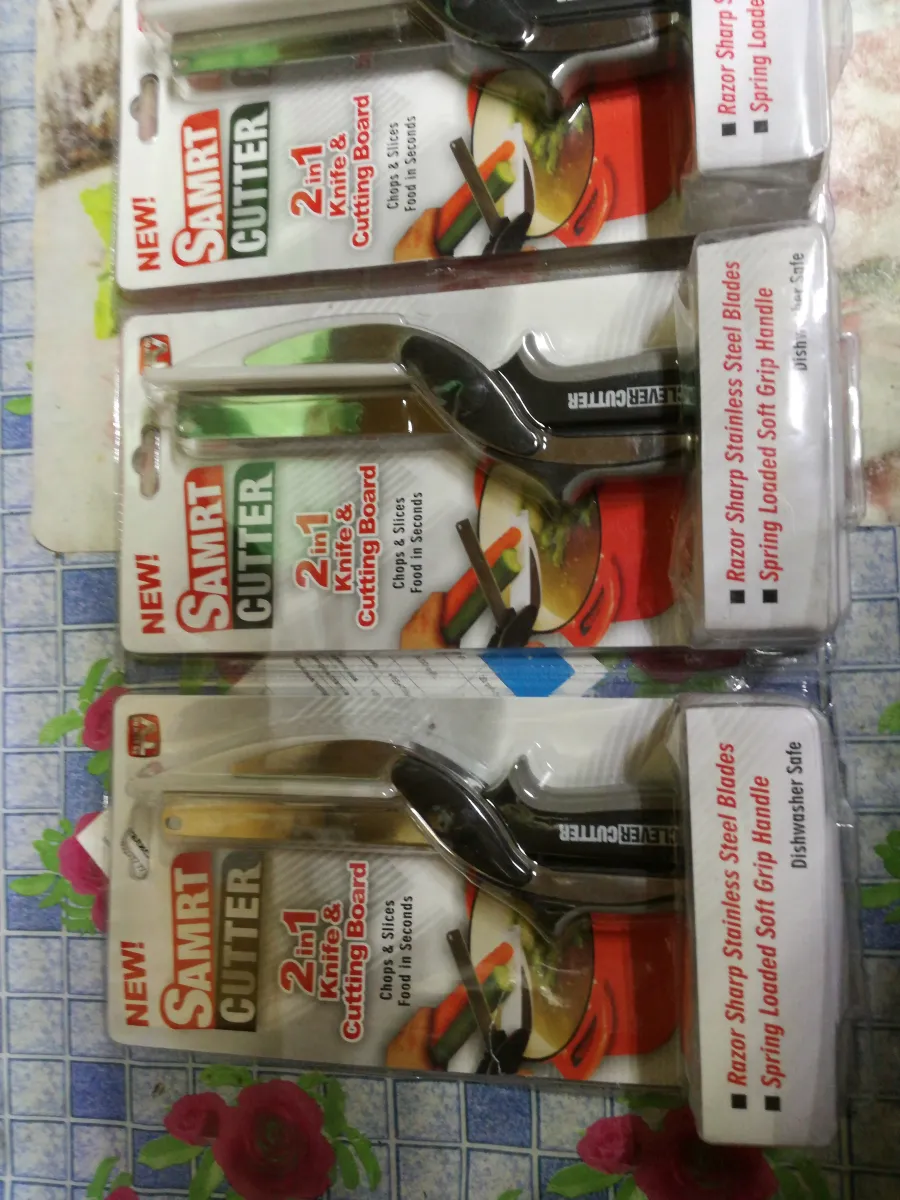 NEW!
SAMRT
CUTTER
2 in 1
Knife &
Cutting Board
Chops & Slices
Food in Seconds
Razor Sharp S
Spring Loade
NEW!
SAMRT
CUTTER
2 in 1
Knife &
Cutting Board
Chops & Slices
Food in Seconds
CLEVER CUTTER
Razor Sharp Stainless Steel Blades
Spring Loaded Soft Grip Handle
Dishwasher Safe
NEW!
SAMRT
CUTTER
2 in 1
Knife &
Cutting Board
Chops & Slices
Food in Seconds
CLEVER CUTTER
Razor Sharp Stainless Steel Blades
Spring Loaded Soft Grip Handle
Dishwasher Safe